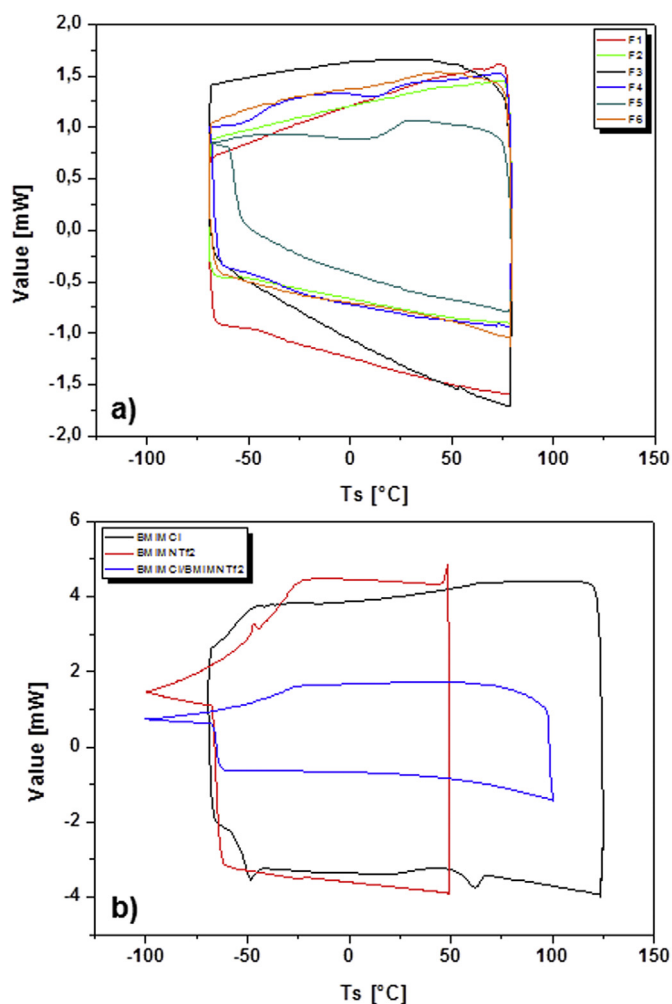 2,0
1,5
1,0
0,5
0,0
-0,5
-1,0
-1,5
-2,0
Value [mW]
F1
F2
F3
F4
F5
F6
a)
-100 -50 0 50 100 150
Ts [°C]
6
4
2
0
-2
-4
Value [mW]
BMIMCl
BMIMNTf2
BMIMCl/BMIMNTf2
b)
-100 -50 0 50 100 150
Ts [°C]